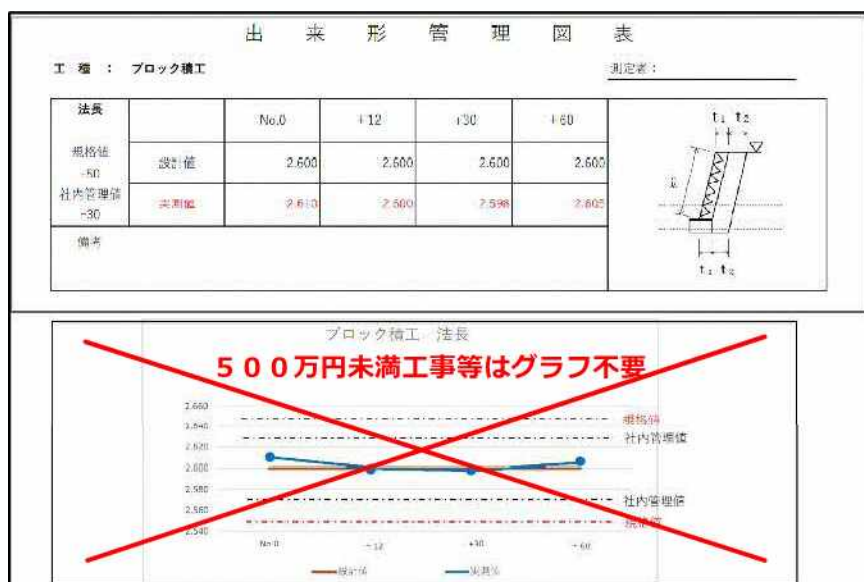 出来形管理図表
工種：ブロック積工
測定者：
法長 No.0 +12 +30 +60
規格値
-50
設計値 2.600 2.600 2.600 2.600
社内管理値
実測値 2.610 2.598 2.605
-30
備考
t₁ t₂
ブロック積工 法長
５００万円未満工事等はグラフ不要
2.660
2.640
2.620
2.600
2.580
2.560
2.540
規格値
社内管理値
社内管理値
規格値
No.0 +12 +30 +60
設計値 実測値